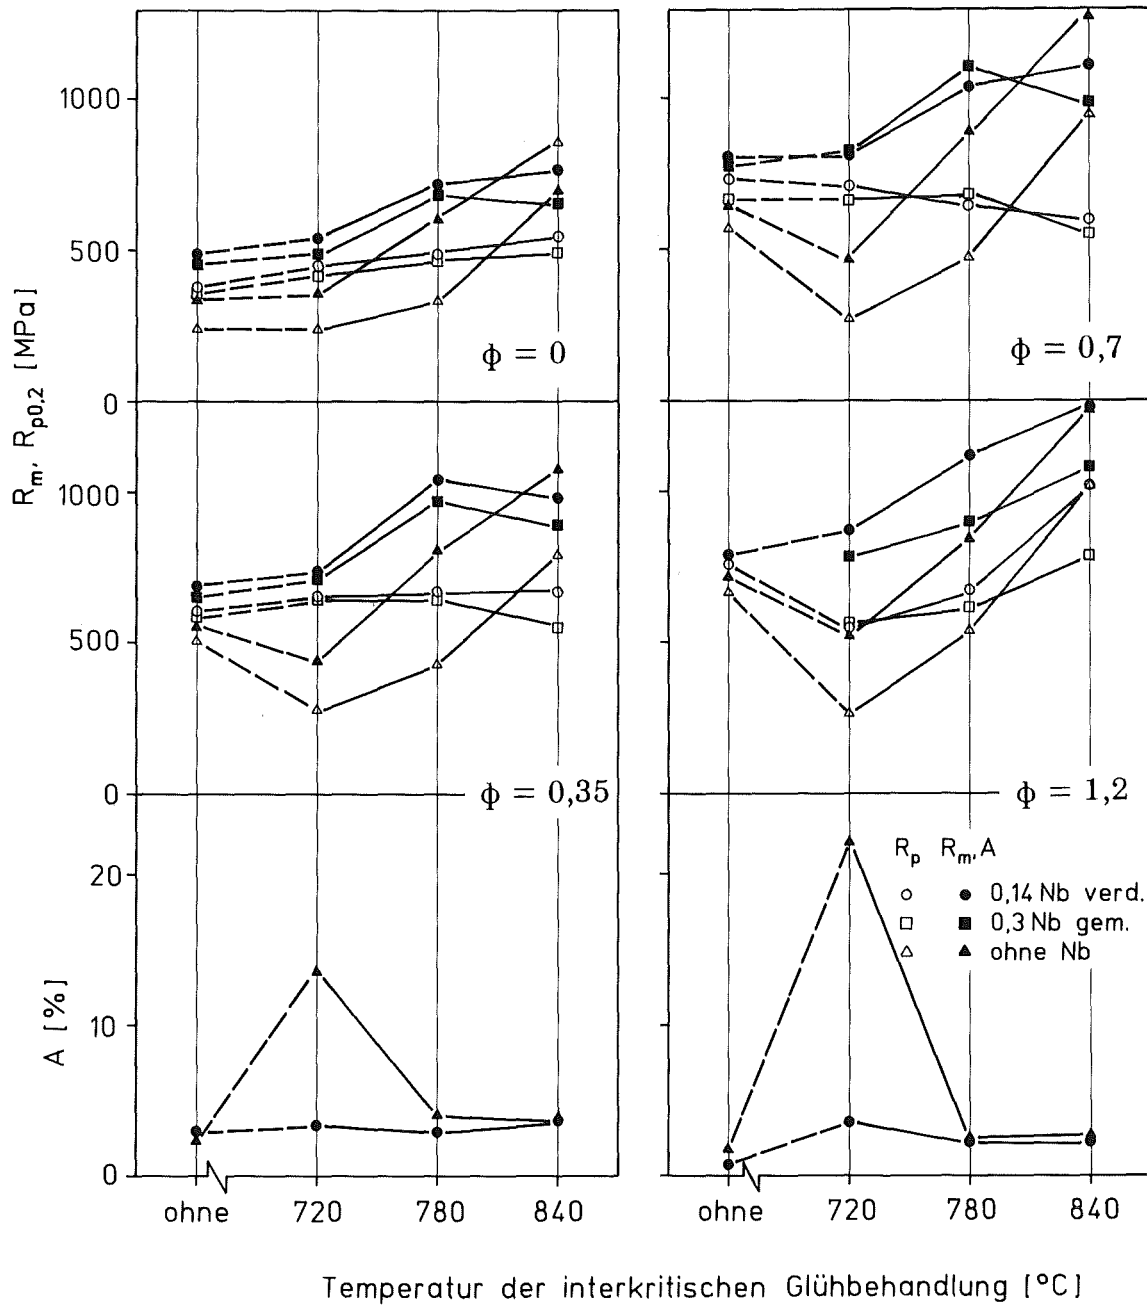 1000
500
0
ϕ = 0
ϕ = 0,7
Rm, Rp0,2 [MPa]
1000
500
0
ϕ = 0,35
ϕ = 1,2
Rp Rm, A
0,14 Nb verd.
0,3 Nb gem.
ohne Nb
20
10
0
A [%]
ohne 720 780 840
ohne 720 780 840
Temperatur der interkritischen Glühbehandlung [°C]